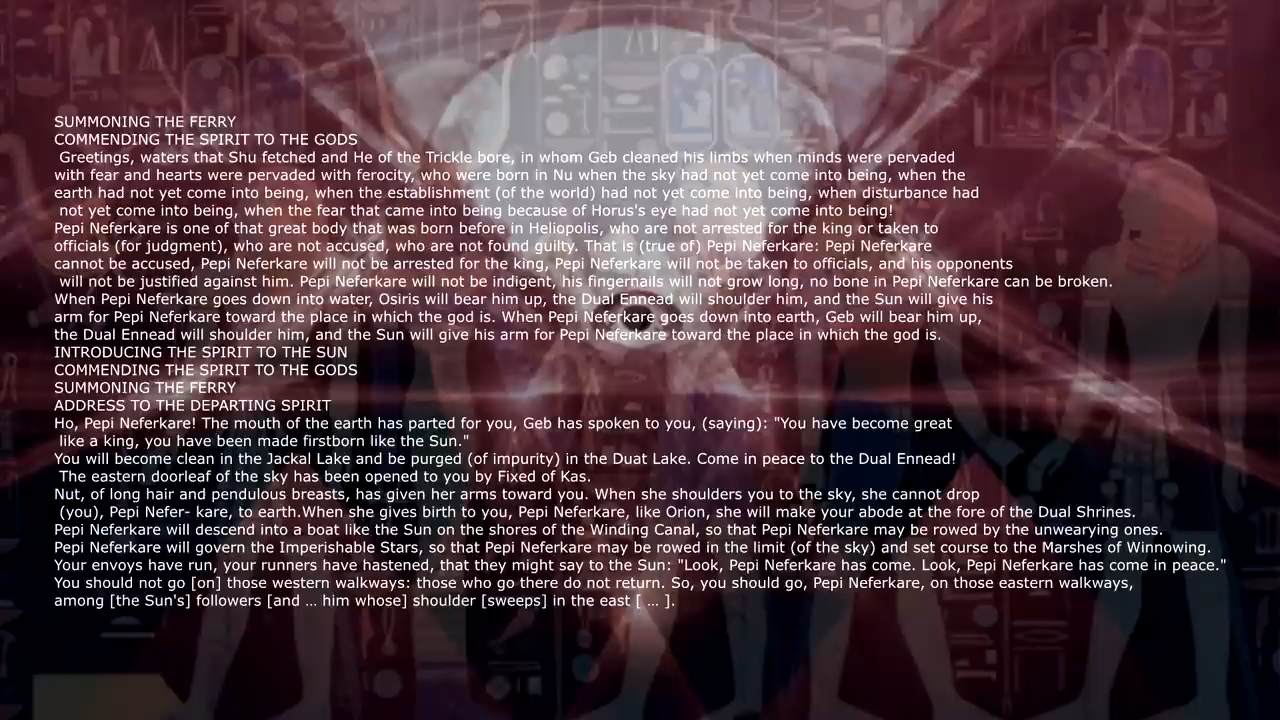 SUMMONING THE FERRY
COMMENDING THE SPIRIT TO THE GODS
Greetings, waters that Shu fetched and He of the Trickle bore, in whom Geb cleaned his limbs when minds were pervaded
with fear and hearts were pervaded with ferocity, who were born in Nu when the sky had not yet come into being, when the
earth had not yet come into being, when the establishment (of the world) had not yet come into being, when disturbance had
not yet come into being, when the fear that came into being because of Horus's eye had not yet come into being!
Pepi Neferkare is one of that great body that was born before in Heliopolis, who are not arrested for the king or taken to
officials (for judgment), who are not accused, who are not found guilty. That is (true of) Pepi Neferkare: Pepi Neferkare
cannot be accused, Pepi Neferkare will not be arrested for the king, Pepi Neferkare will not be taken to officials, and his opponents
will not be justified against him. Pepi Neferkare will not be indigent, his fingernails will not grow long, no bone in Pepi Neferkare can be broken.
When Pepi Neferkare goes down into water, Osiris will bear him up, the Dual Ennead will shoulder him, and the Sun will give his
arm for Pepi Neferkare toward the place in which the god is. When Pepi Neferkare goes down into earth, Geb will bear him up,
the Dual Ennead will shoulder him, and the Sun will give his arm for Pepi Neferkare toward the place in which the god is.
INTRODUCING THE SPIRIT TO THE SUN
COMMENDING THE SPIRIT TO THE GODS
SUMMONING THE FERRY
ADDRESS TO THE DEPARTING SPIRIT
Ho, Pepi Neferkare! The mouth of the earth has parted for you, Geb has spoken to you, (saying): "You have become great
like a king, you have been made firstborn like the Sun."
You will become clean in the Jackal Lake and be purged (of impurity) in the Duat Lake. Come in peace to the Dual Ennead!
The eastern doorleaf of the sky has been opened to you by Fixed of Kas.
Nut, of long hair and pendulous breasts, has given her arms toward you. When she shoulders you to the sky, she cannot drop
(you), Pepi Nefer- kare, to earth.When she gives birth to you, Pepi Neferkare, like Orion, she will make your abode at the fore of the Dual Shrines.
Pepi Neferkare will descend into a boat like the Sun on the shores of the Winding Canal, so that Pepi Neferkare may be rowed by the unwearying ones.
Pepi Neferkare will govern the Imperishable Stars, so that Pepi Neferkare may be rowed in the limit (of the sky) and set course to the Marshes of Winnowing.
Your envoys have run, your runners have hastened, that they might say to the Sun: "Look, Pepi Neferkare has come. Look, Pepi Neferkare has come in peace."
You should not go [on] those western walkways: those who go there do not return. So, you should go, Pepi Neferkare, on those eastern walkways,
among [the Sun's] followers [and … him whose] shoulder [sweeps] in the east [ … ].